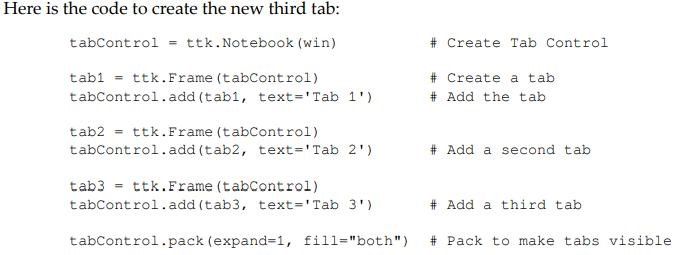 Here is the code to create the new third tab:
tabControl = ttk.Notebook(win) # Create Tab Control
tab1 = ttk.Frame(tabControl) # Create a tab
tabControl.add(tab1, text='Tab 1') # Add the tab
tab2 = ttk.Frame(tabControl)
tabControl.add(tab2, text='Tab 2') # Add a second tab
tab3 = ttk.Frame(tabControl)
tabControl.add(tab3, text='Tab 3') # Add a third tab
tabControl.pack(expand=1, fill="both") # Pack to make tabs visible